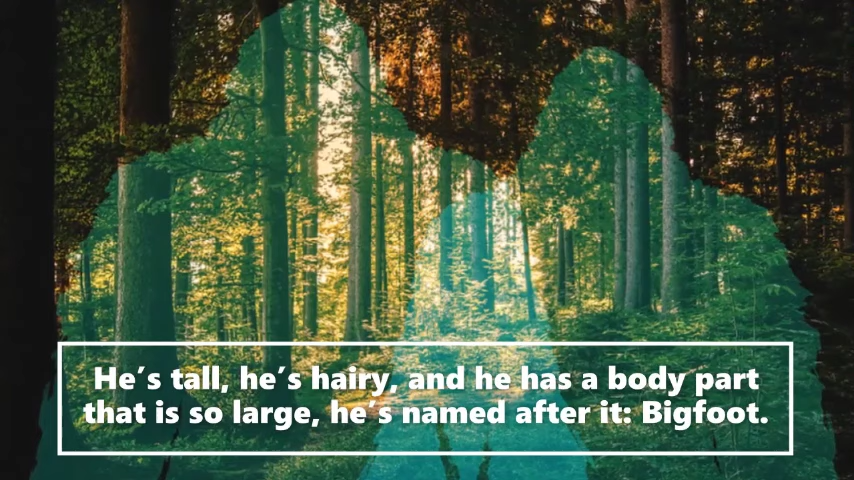 He’s tall, he’s hairy, and he has a body part
that is so large, he’s named after it: Bigfoot.